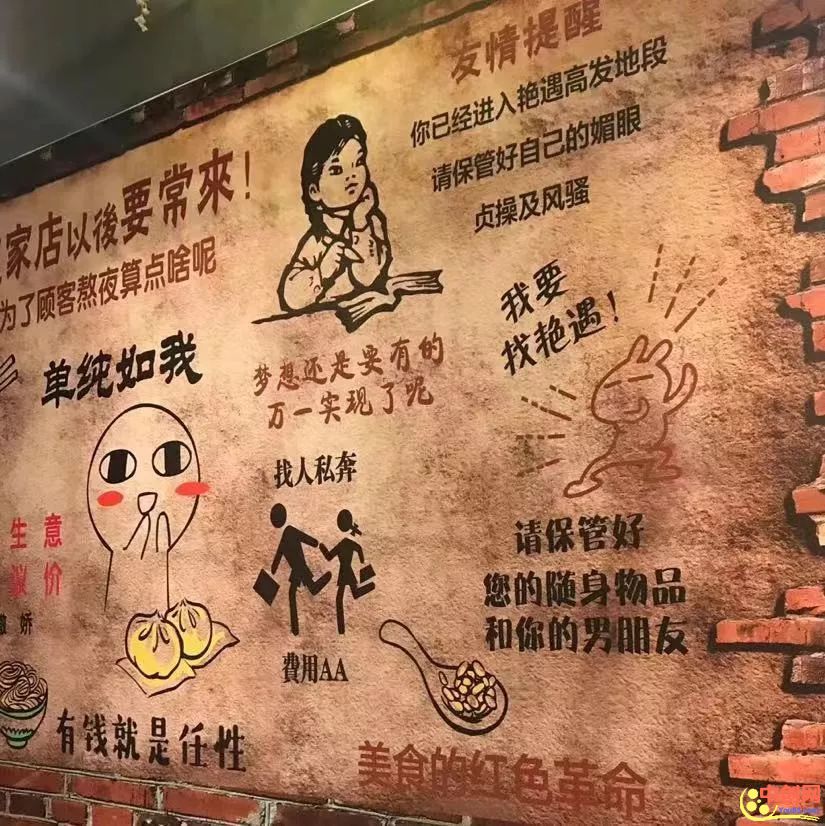 友情提醒
你已经进入艳遇高发地段
请保管好自己的媚眼
贞操及风骚
家店以後要常來！
为了顾客熬夜算点啥呢
单纯如我
梦想还是要有的
万一实现了呢
我要
找艳遇！
找人私奔
費用AA
生意
议价
娇
请保管好
您的随身物品
和你的男朋友
有钱就是任性
美食的红色革命